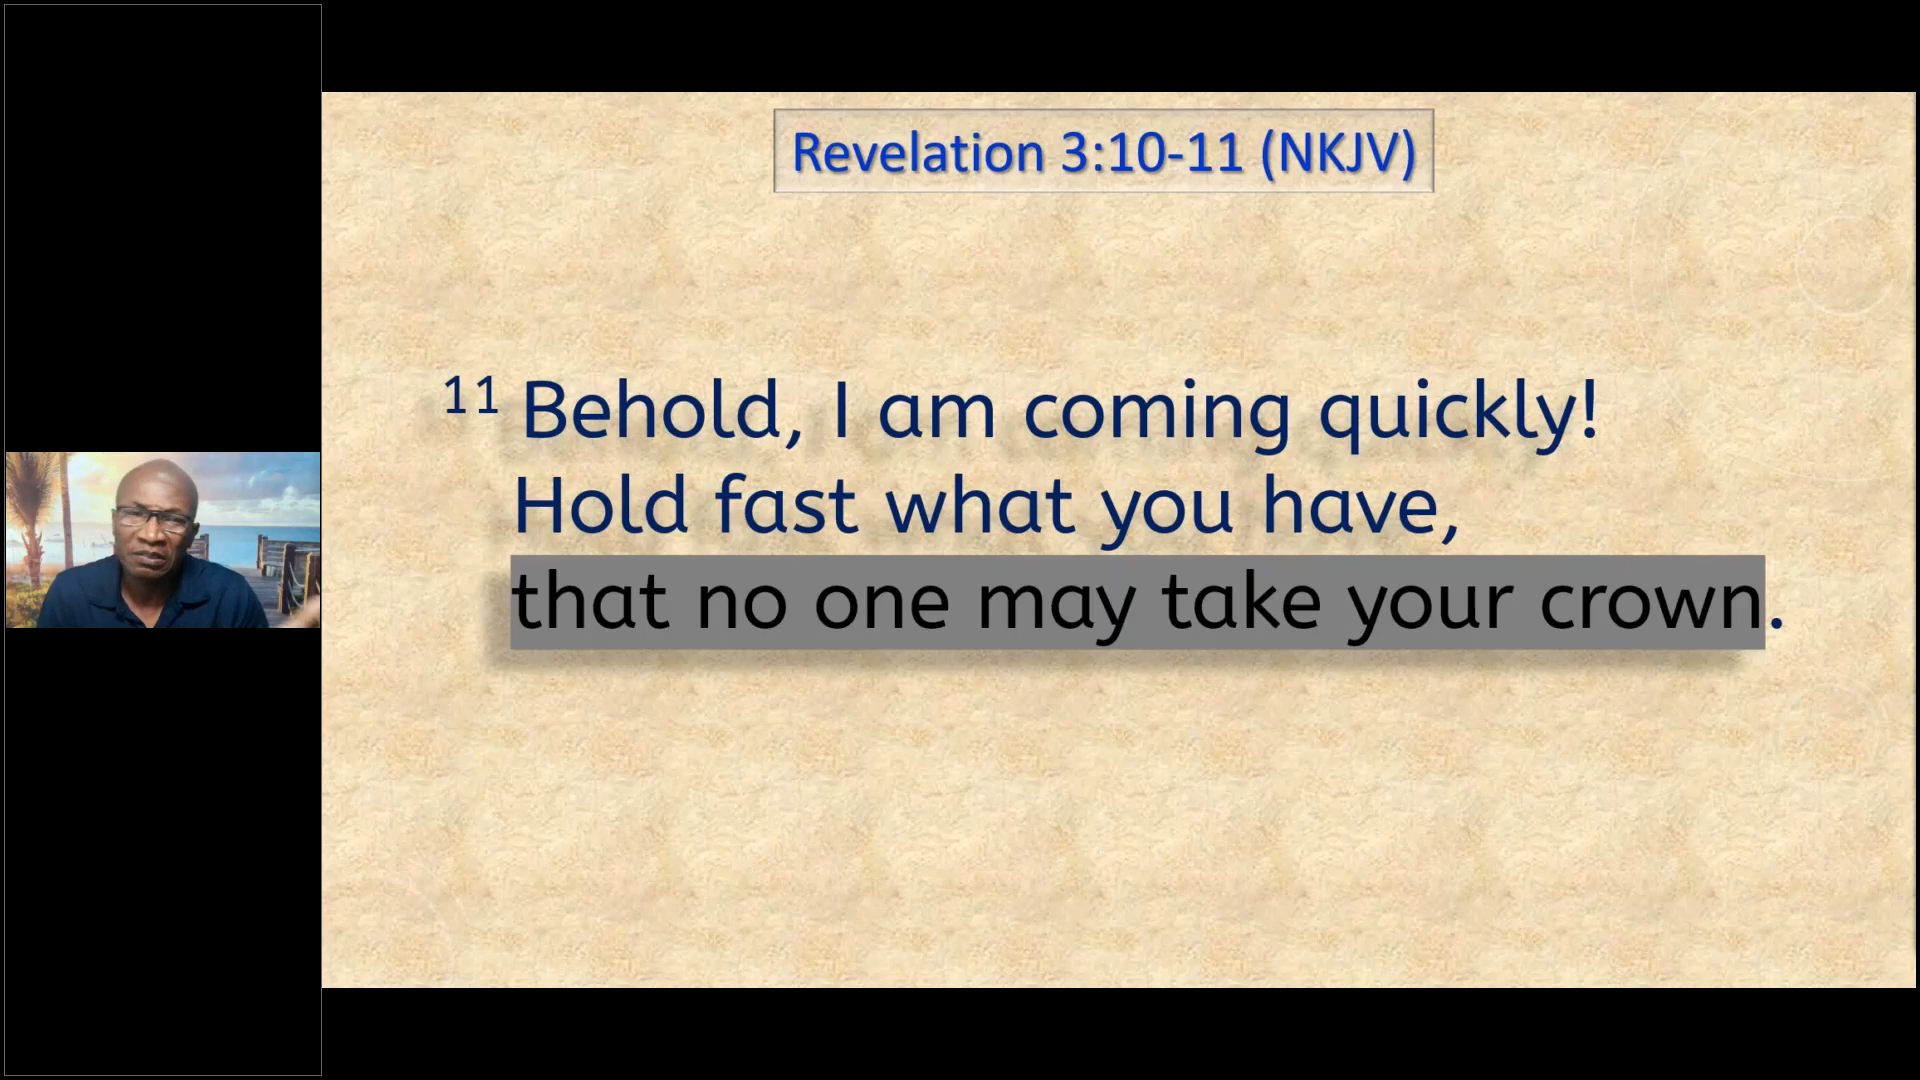 Revelation 3:10-11 (NKJV)
11 Behold, I am coming quickly!
Hold fast what you have,
that no one may take your crown.